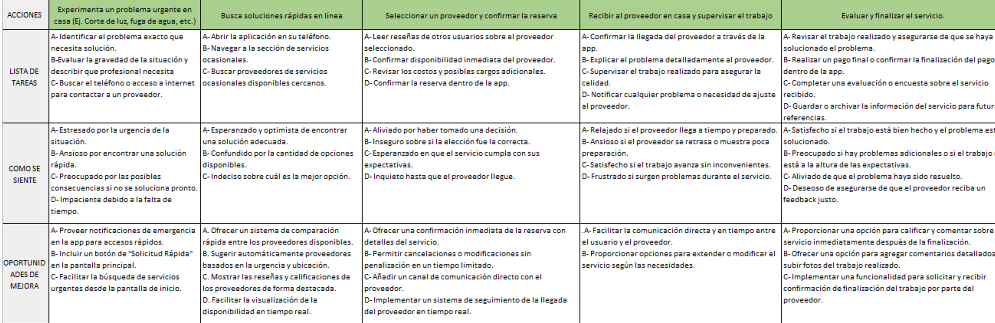 ACCIONES
Experimenta un problema urgente en
casa (Ej. Corte de luz, fuga de agua, etc.)
Busca soluciones rápidas en línea
Seleccionar un proveedor y confirmar la reserva
Recibir al proveedor en casa y supervisar el trabajo
Evaluar y finalizar el servicio.
LISTA DE
TAREAS
A- Identificar el problema exacto que
necesita solución.
B-Evaluar la gravedad de la situación y
describir que profesional necesita
C- Buscar el teléfono o acceso a internet
para contactar a un proveedor.
A- Abrir la aplicación en su teléfono.
B- Navegar a la sección de servicios
ocasionales.
C- Buscar proveedores de servicios
ocasionales disponibles cercanos.
A- Leer reseñas de otros usuarios sobre el proveedor
seleccionado.
B- Confirmar disponibilidad inmediata del proveedor.
C- Revisar los costos y posibles cargos adicionales.
D-Confirmar la reserva dentro de la app.
A- Confirmar la llegada del proveedor a través de la
app.
B- Explicar el problema detalladamente al proveedor.
C-Supervisar el trabajo realizado para asegurar la
calidad.
D- Notificar cualquier problema o necesidad de ajuste
al proveedor.
A- Revisar el trabajo realizado y asegurarse de que se haya
solucionado el problema.
B- Realizar un pago final o confirmar la finalización del pago
dentro de la app.
C- Completar una evaluación o encuesta sobre el servicio
recibido.
D- Guardar o archivar la información del servicio para
referencias.
COMO SE
SIENTE
A- Estresado por la urgencia de la
situación.
B- Ansioso por encontrar una solución
rápida.
C- Preocupado por las posibles
consecuencias si no se soluciona pronto.
D- Impaciente debido a la falta de
tiempo.
A- Esperanzado y optimista de encontrar
una solución adecuada.
B- Confundido por la cantidad de opciones
disponibles.
C- Indeciso sobre cuál es la mejor opción.
A- Aliviado por haber tomado una decisión.
B- Inseguro sobre si la elección fue la correcta.
C- Esperanzado en que el servicio cumpla con sus
expectativas.
D- Inquieto hasta que el proveedor llegue.
A- Relajado si el proveedor llega a tiempo y preparado.
B- Ansioso si el proveedor se retrasa o muestra poca
preparación.
C- Satisfecho si el trabajo avanza sin inconvenientes.
D- Frustrado si surgen problemas durante el servicio.
A- Satisfecho si el trabajo está bien hecho y el problema
solucionado.
B- Preocupado si hay problemas adicionales o si el trabajo
está a la altura de las expectativas.
C- Aliviado de que el problema haya sido resuelto.
D- Deseoso de asegurarse de que el proveedor reciba un
feedback justo.
OPORTUNID
ADES DE
MEJORA
A- Proveer notificaciones de emergencia
en la app para accesos rápidos.
B- Incluir un botón de "Solicitud Rápida"
en la pantalla principal.
C- Facilitar la búsqueda de servicios
urgentes desde la pantalla de inicio.
A. Ofrecer un sistema de comparación
rápida entre los proveedores disponibles.
B. Sugerir automáticamente proveedores
basados en la urgencia y ubicación.
C. Mostrar las reseñas y calificaciones de
los proveedores de forma destacada.
D. Facilitar la visualización de la
disponibilidad en tiempo real.
A- Ofrecer una confirmación inmediata de la reserva con
detalles del servicio.
B- Permitir cancelaciones o modificaciones sin
penalización en un tiempo limitado.
C- Añadir un canal de comunicación directo con el
proveedor.
D- Implementar un sistema de seguimiento de la llegada
del proveedor en tiempo real.
.A- Facilitar la comunicación directa y en tiempo entre
el usuario y el proveedor.
B- Proporcionar opciones para extender o modificar el
servicio según las necesidades.
A- Proporcionar una opción para calificar y comentar sobre
servicio inmediatamente después de la finalización.
B- Ofrecer una opción para agregar comentarios detallados
subir fotos del trabajo realizado.
C- Implementar una funcionalidad para solicitar y recibir
confirmación de finalización del trabajo por parte del
proveedor.